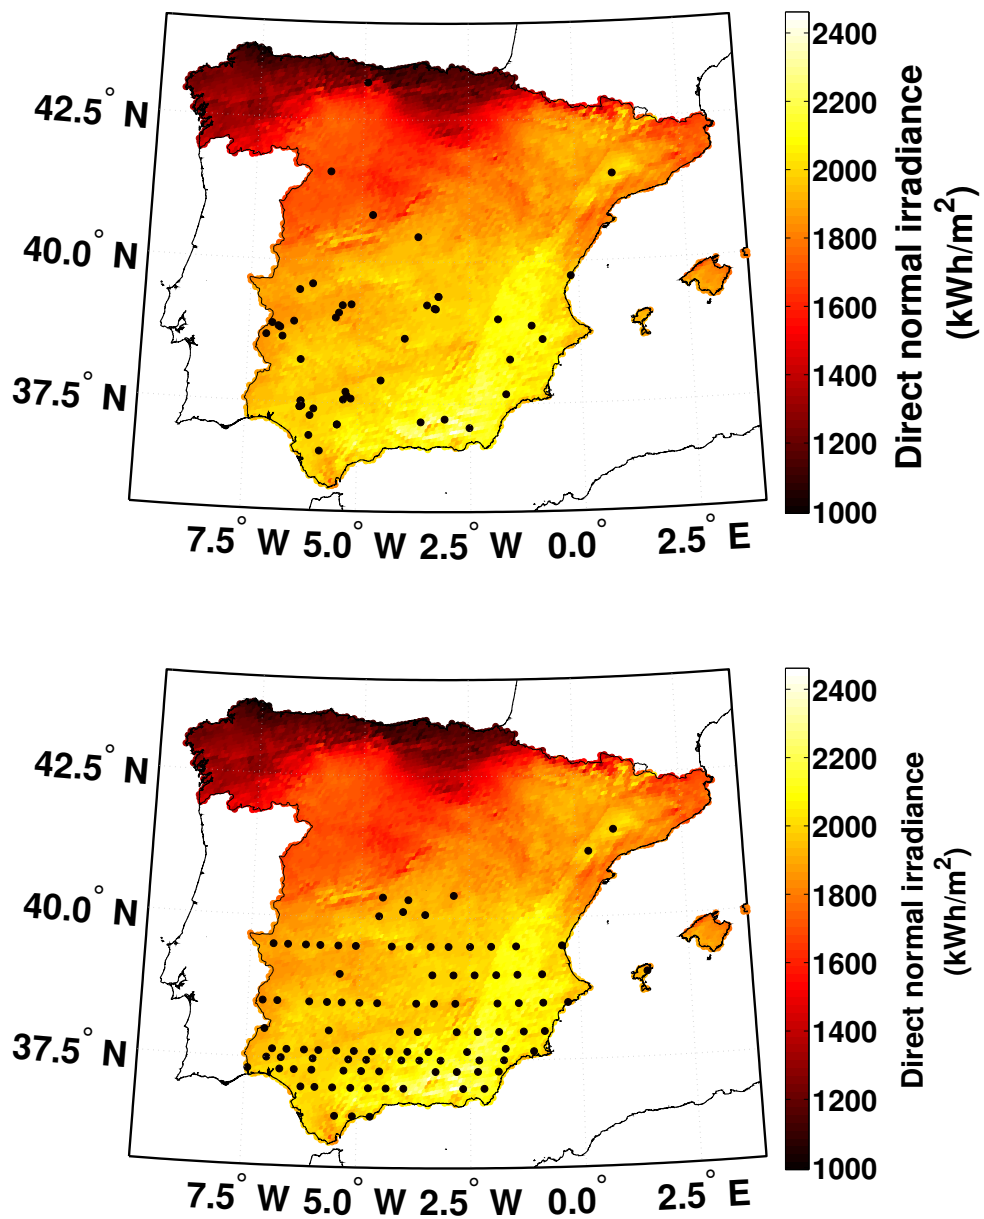 42.5° N
40.0° N
37.5° N
7.5° W 5.0° W 2.5° W 0.0° 2.5° E
2400
2200
2000
1800
1600
1400
1200
1000
Direct normal irradiance
(kWh/m²)
42.5° N
40.0° N
37.5° N
7.5° W 5.0° W 2.5° W 0.0° 2.5° E
2400
2200
2000
1800
1600
1400
1200
1000
Direct normal irradiance
(kWh/m²)